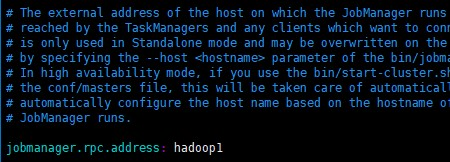 # The external address of the host on which the JobManager runs
# reached by the TaskManagers and any clients which want to conn
# is only used in Standalone mode and may be overwritten on the
# by specifying the --host <hostname> parameter of the bin/jobma
# In high availability mode, if you use the bin/start-cluster.sh
# the conf/masters file, this will be taken care of automatical
# automatically configure the host name based on the hostname of
# JobManager runs.
jobmanager.rpc.address: hadoop1